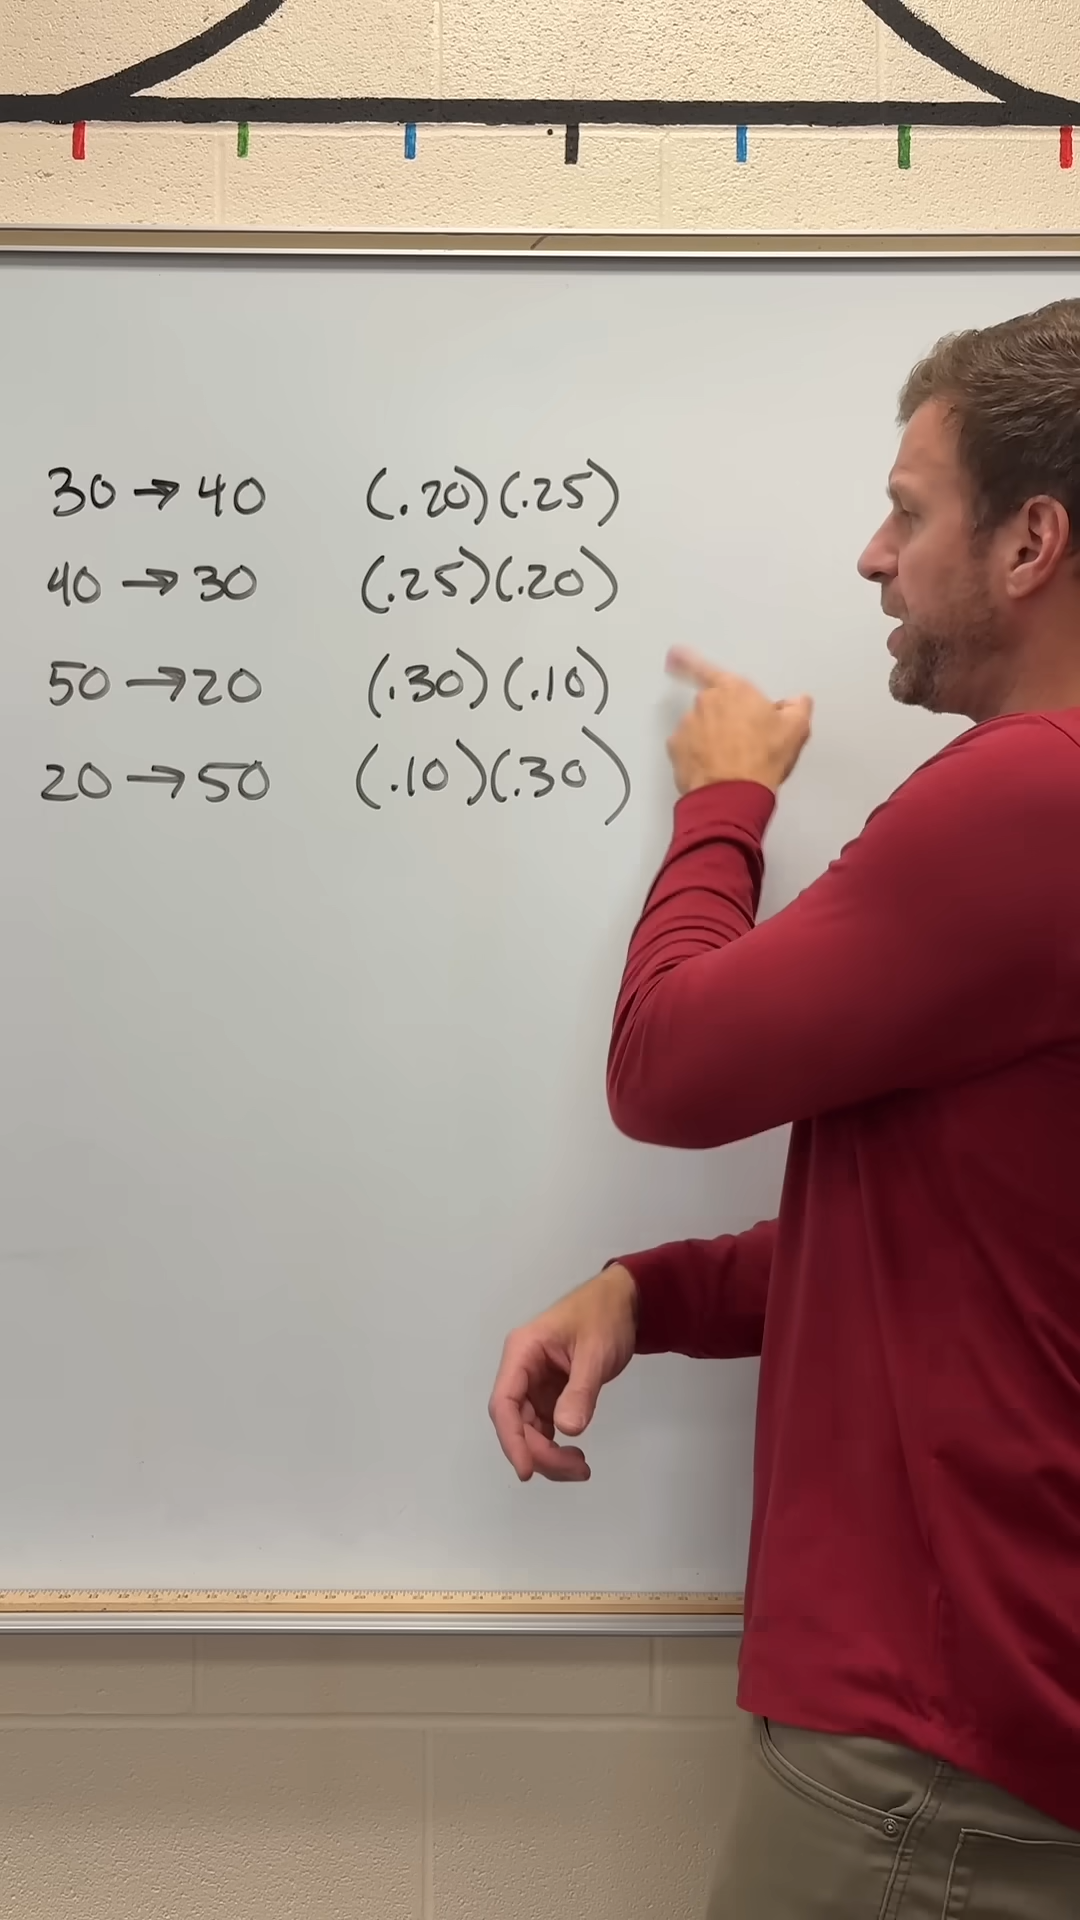 30 → 40 (.20)(.25)
40 → 30 (.25)(.20)
50 → 20 (.30)(.10)
20 → 50 (.10)(.30)